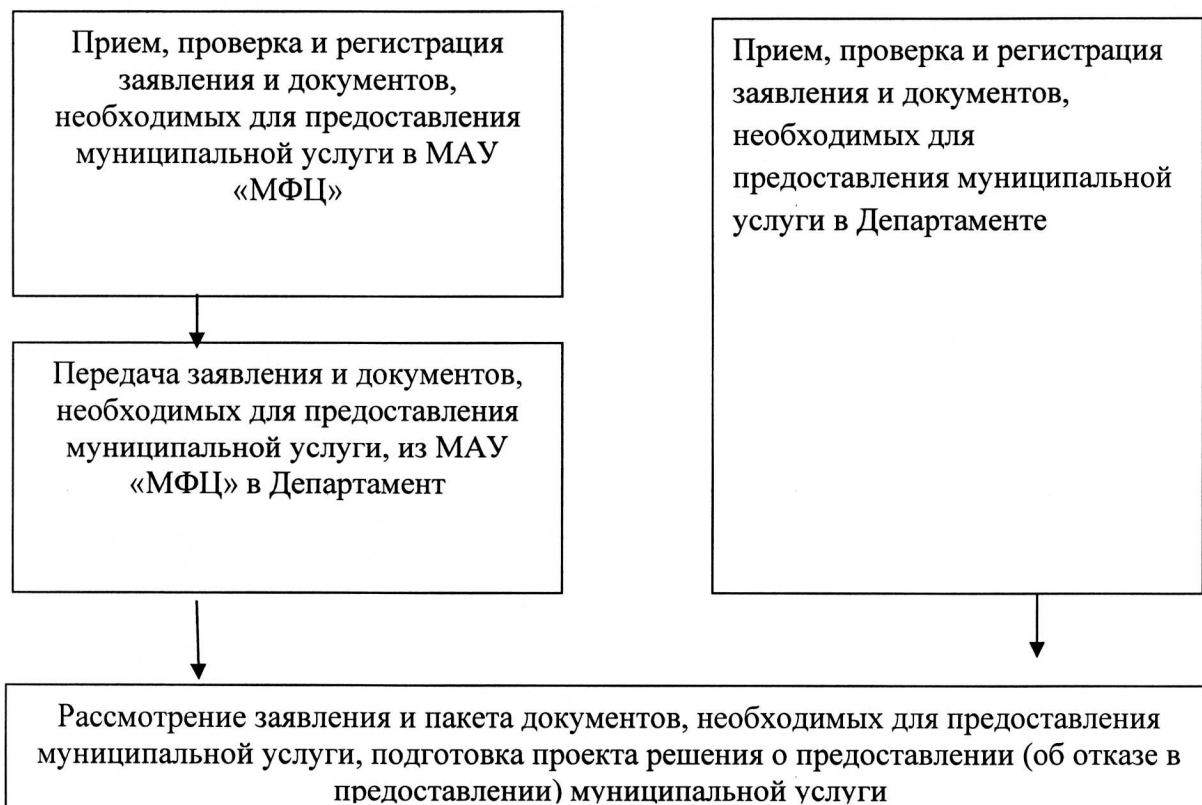 Прием, проверка и регистрация
заявления и документов,
необходимых для предоставления
муниципальной услуги в МАУ
«МФЦ»
Прием, проверка и регистрация
заявления и документов,
необходимых для
предоставления муниципальной
услуги в Департаменте
Передача заявления и документов,
необходимых для предоставления
муниципальной услуги, из МАУ
«МФЦ» в Департамент
Рассмотрение заявления и пакета документов, необходимых для предоставления
муниципальной услуги, подготовка проекта решения о предоставлении (об отказе в
предоставлении) муниципальной услуги